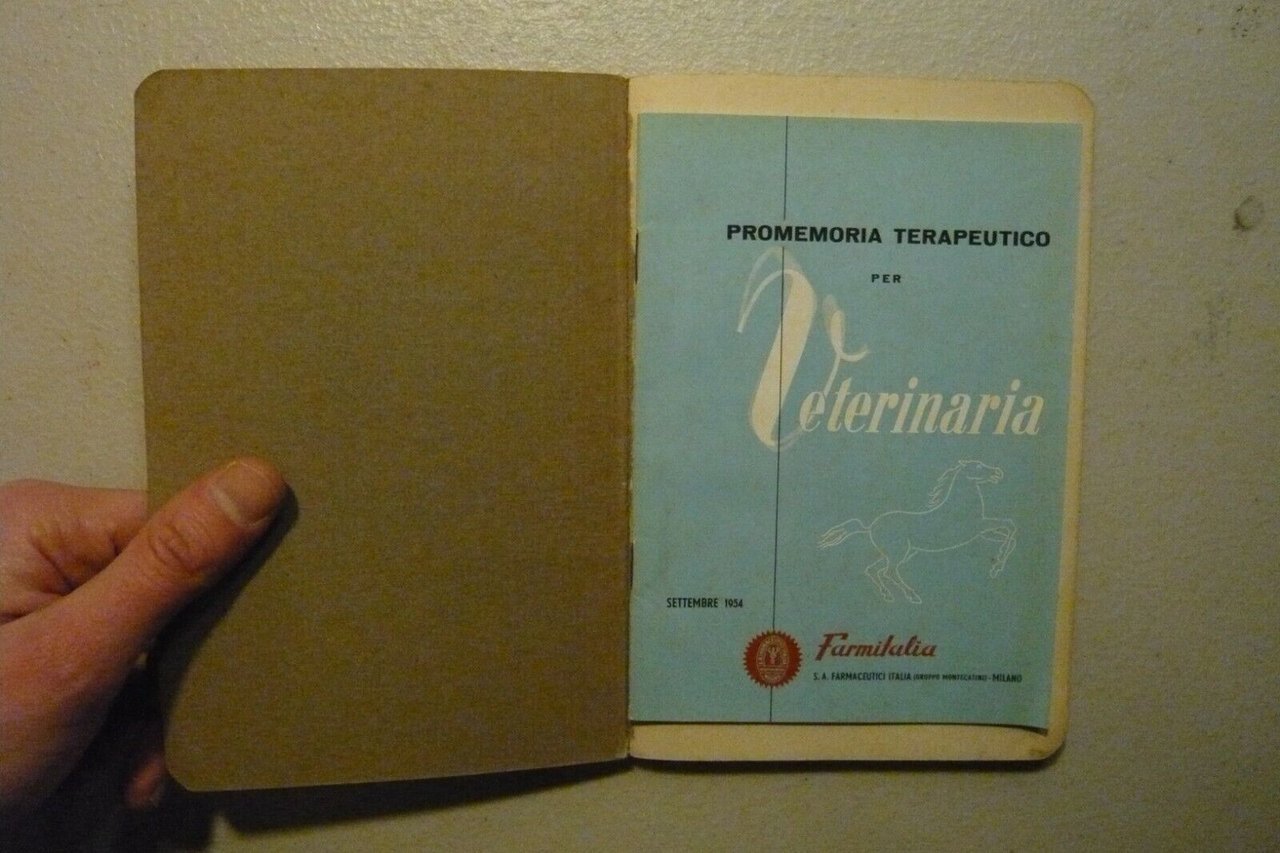 PROMEMORIA TERAPEUTICO
PER
Veterinaria
SETTEMBRE 1954
Farmitalia
S. A. FARMACEUTICI ITALIA (GRUPPO MONTECATINI) - MILANO